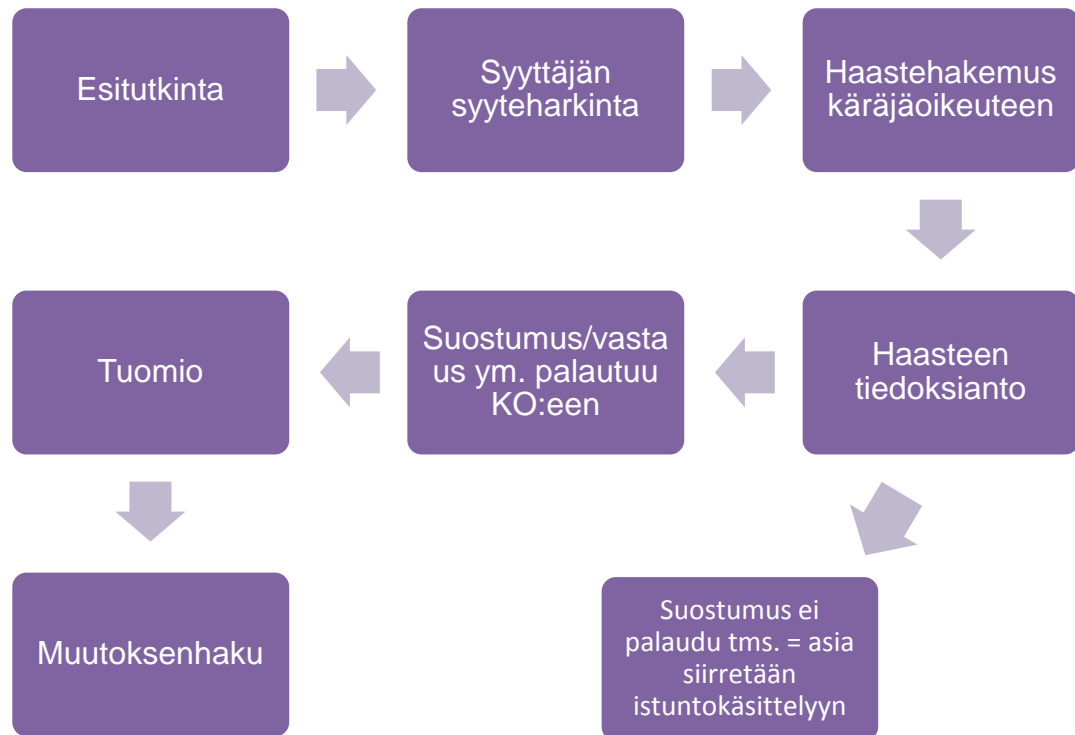 Esitutkinta
Syyttäjän
syyteharkinta
Haastehakemus
käräjäoikeuteen
Haasteen
tiedoksianto
Suostumus/vasta
us ym. palautuu
KO:een
Tuomio
Muutoksenhaku
Suostumus ei
palaudu tms. = asia
siirretään
istuntokäsittelyyn